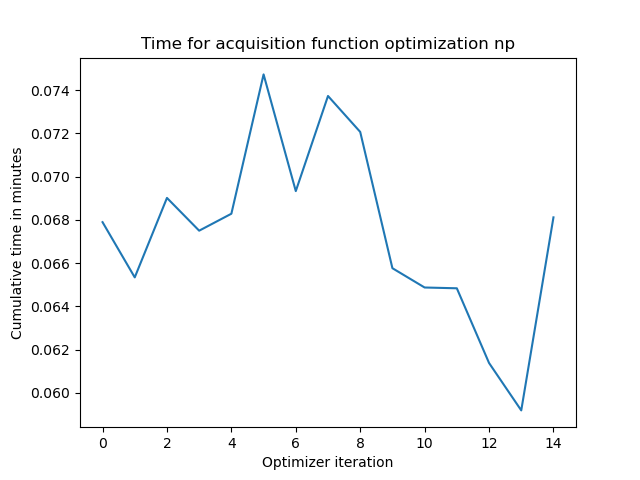 Time for acquisition function optimization np
0.074
0.072
0.070
0.068
0.066
0.064
0.062
0.060
Cumulative time in minutes
0 2 4 6 8 10 12 14
Optimizer iteration